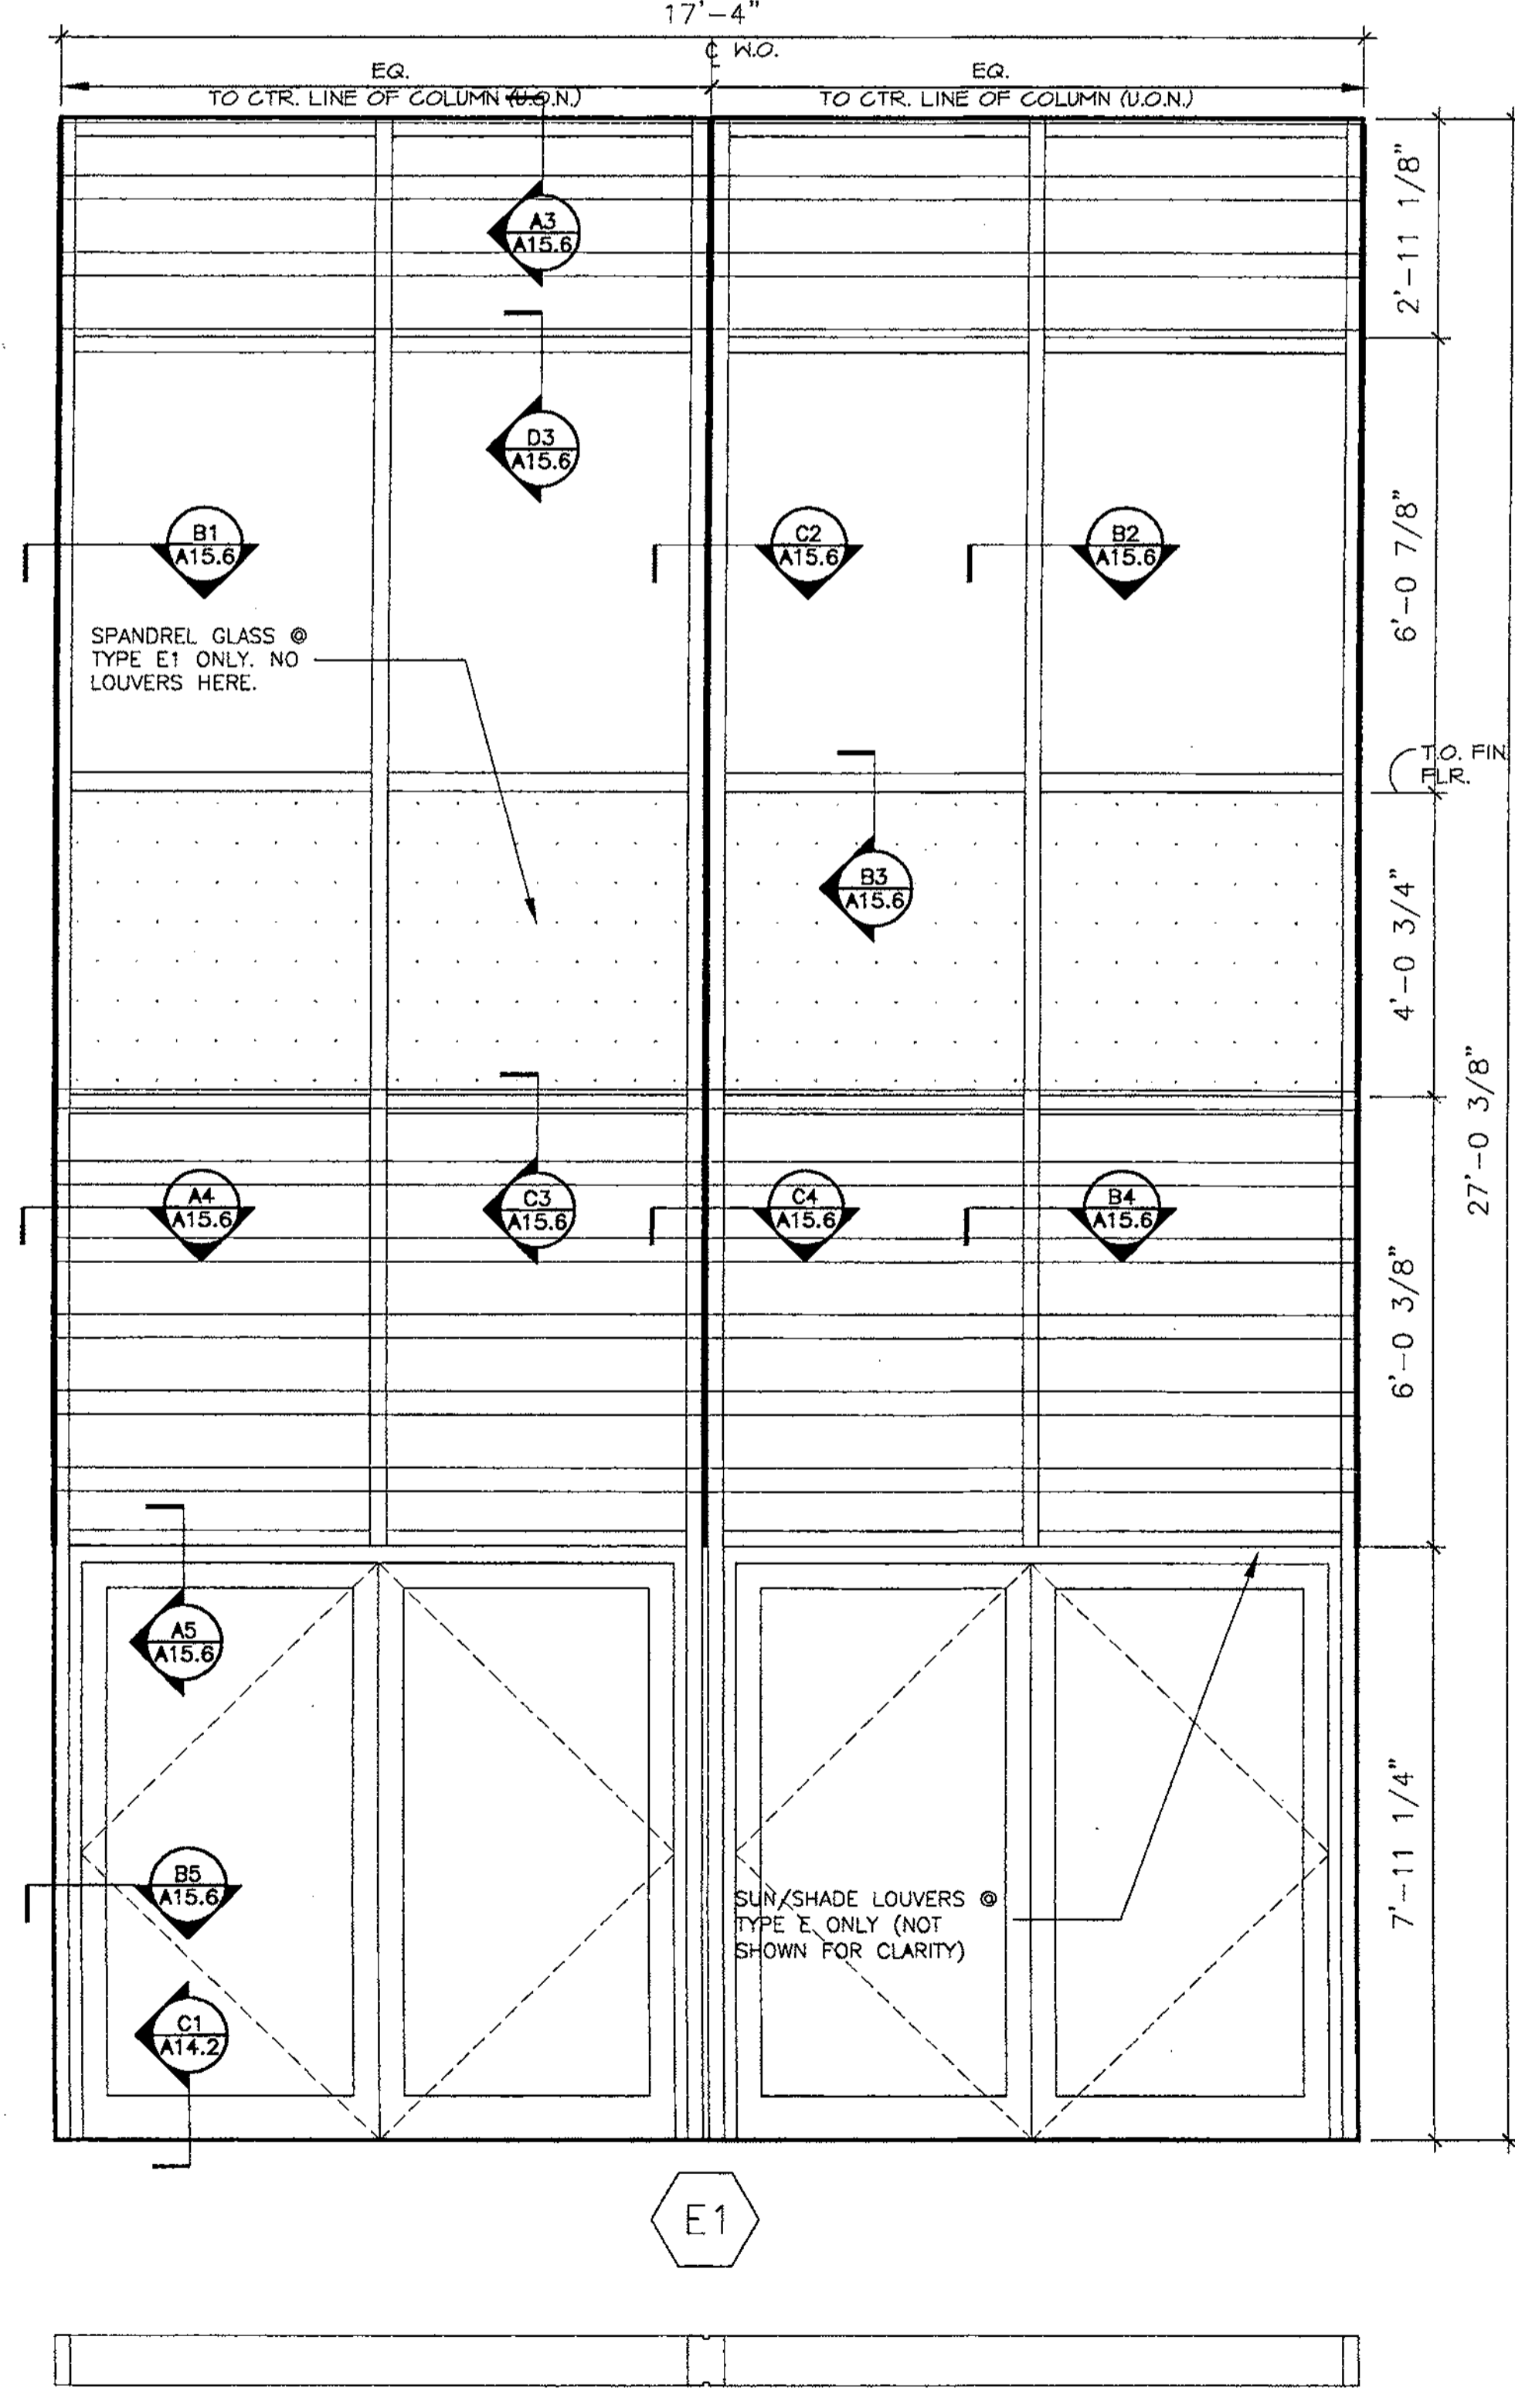 17'-4"
℄ W.O.
EQ.
EQ.
TO CTR. LINE OF COLUMN (U.O.N.)
TO CTR. LINE OF COLUMN (U.O.N.)
2'-11 1/8"
A3
A15.6
D3
A15.6
6'-0 7/8"
B1
A15.6
C2
A15.6
B2
A15.6
SPANDREL GLASS @
TYPE E1 ONLY. NO
LOUVERS HERE.
T.O. FIN
FLR.
B3
A15.6
4'-0 3/4"
27'-0 3/8"
A4
A15.6
C3
A15.6
C4
A15.6
B4
A15.6
6'-0 3/8"
A5
A15.6
7'-11 1/4"
B5
A15.6
SUN/SHADE LOUVERS @
TYPE E ONLY (NOT
SHOWN FOR CLARITY)
C1
A14.2
E1